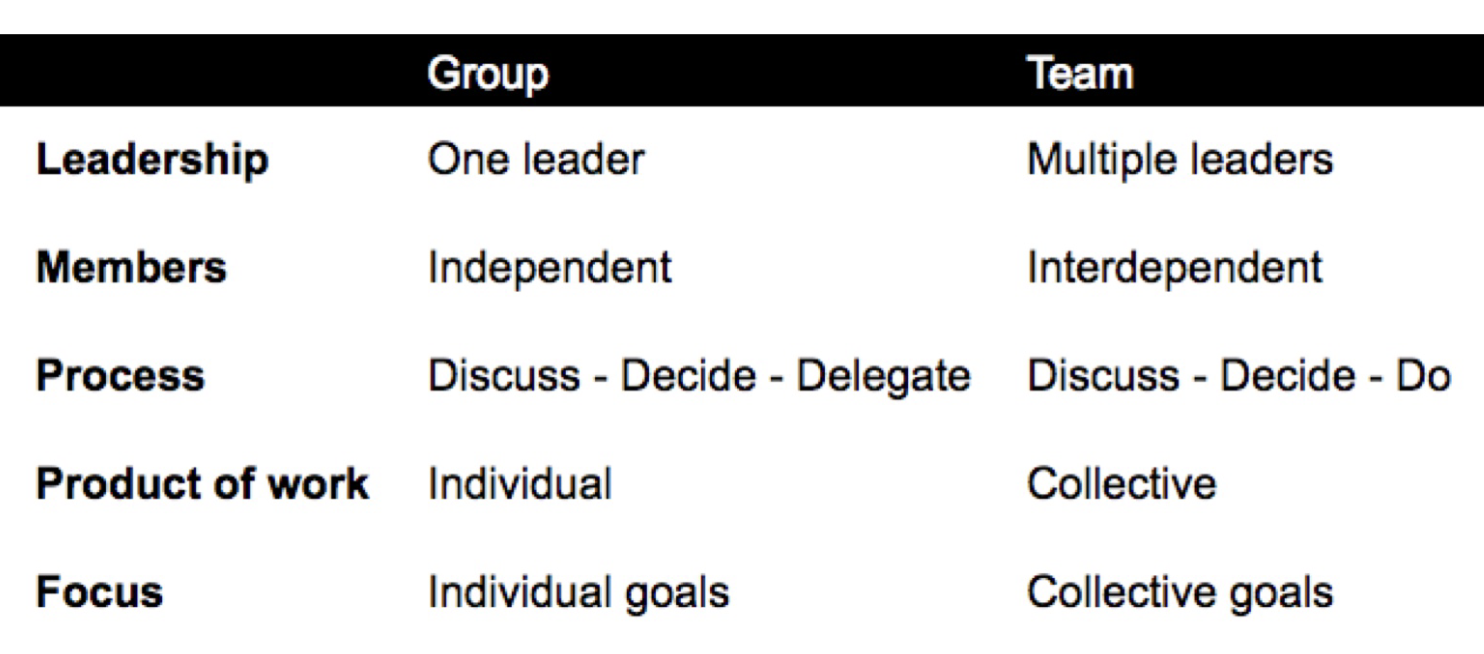 Group Team
Leadership One leader Multiple leaders
Members Independent Interdependent
Process Discuss - Decide - Delegate Discuss - Decide - Do
Product of work Individual Collective
Focus Individual goals Collective goals